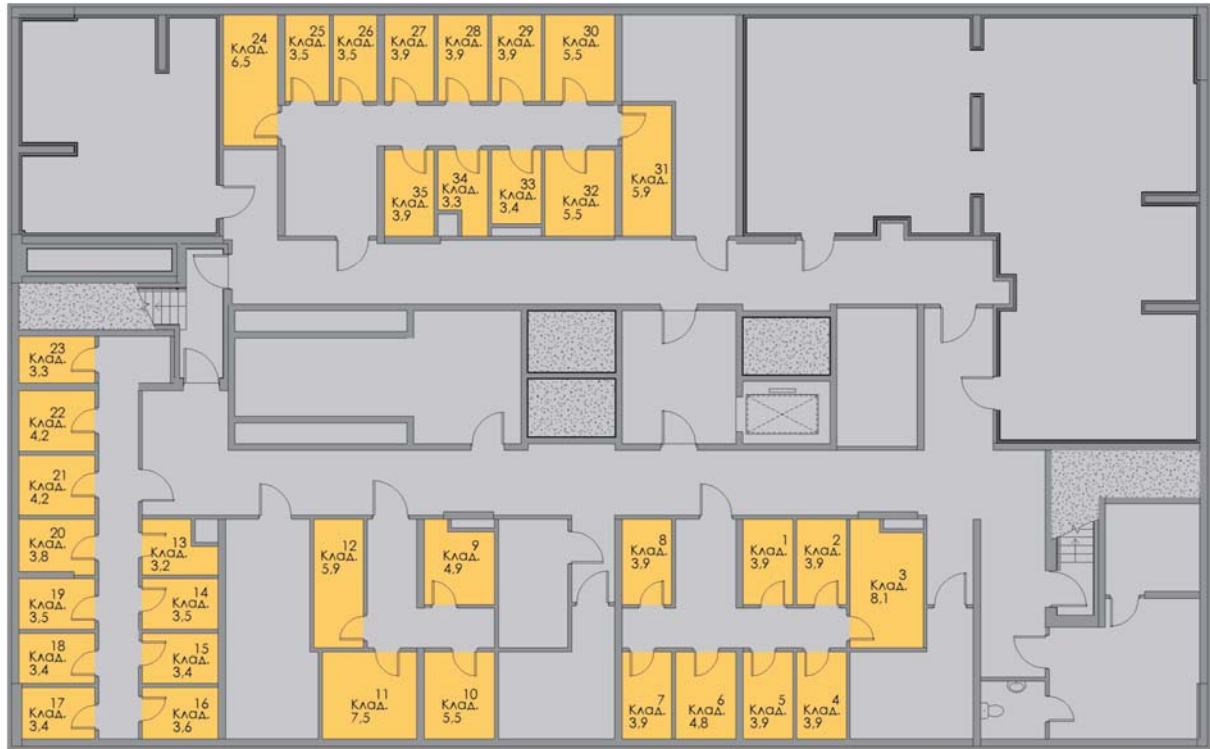 24
Клад.
6,5
25
Клад.
3,5
26
Клад.
3,5
27
Клад.
3,9
28
Клад.
3,9
29
Клад.
3,9
30
Клад.
5,5
31
Клад.
5,9
35
Клад.
3,9
34
Клад.
3,3
33
Клад.
3,4
32
Клад.
5,5
23
Клад.
3,3
22
Клад.
4,2
21
Клад.
4,2
20
Клад.
3,8
19
Клад.
3,5
18
Клад.
3,4
17
Клад.
3,4
13
Клад.
3,2
14
Клад.
3,5
15
Клад.
3,4
16
Клад.
3,6
12
Клад.
5,9
9
Клад.
4,9
11
Клад.
7,5
10
Клад.
5,5
8
Клад.
3,9
1
Клад.
3,9
2
Клад.
3,9
3
Клад.
8,1
7
Клад.
3,9
6
Клад.
4,8
5
Клад.
3,9
4
Клад.
3,9